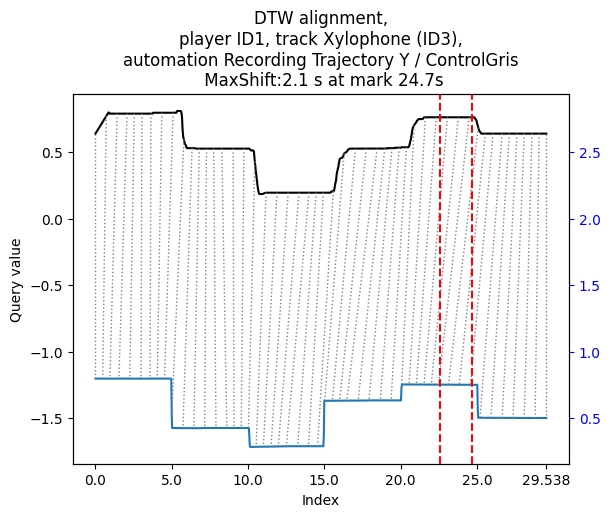 DTW alignment,
player ID1, track Xylophone (ID3),
automation Recording Trajectory Y / ControlGris
MaxShift:2.1 s at mark 24.7s
Query value
0.5
0.0
−0.5
−1.0
−1.5
2.5
2.0
1.5
1.0
0.5
0.0 5.0 10.0 15.0 20.0 25.0 29.538
Index